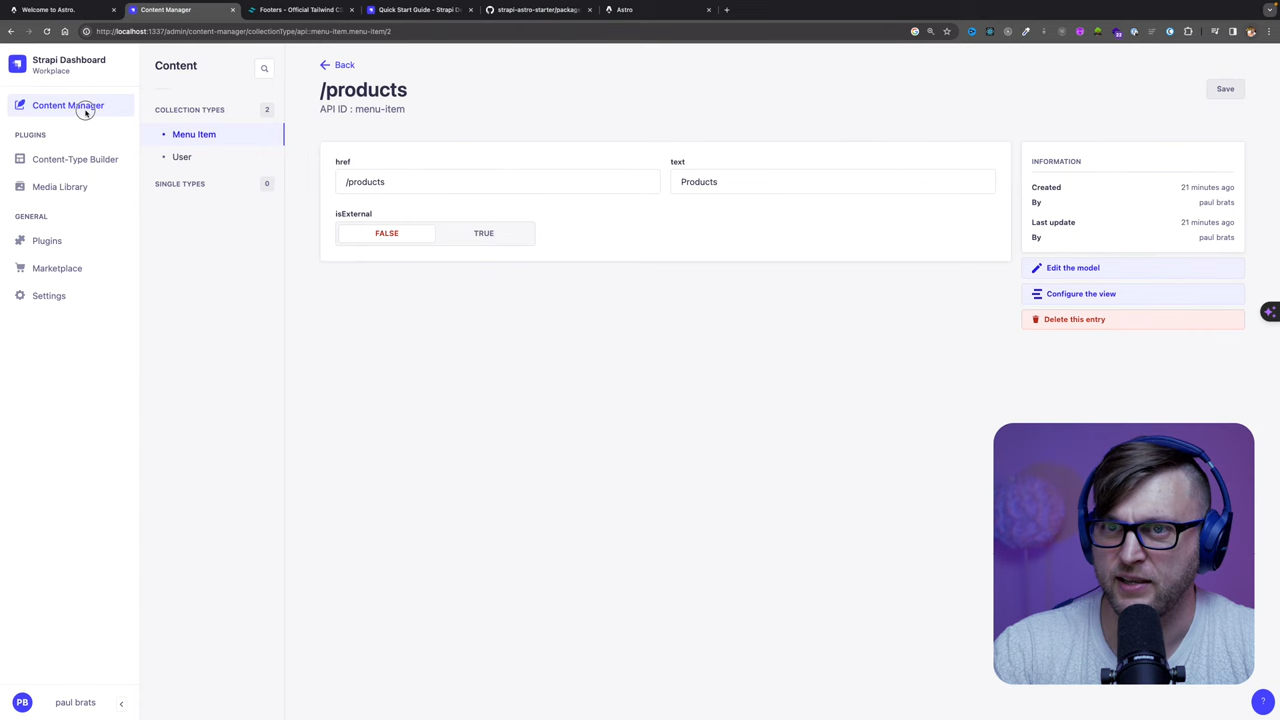 Welcome to Astro.
Content Manager
Footers - Official Tailwind CS
Quick Start Guide - Strapi De
strapi-astro-starter/package
Astro
http://localhost:1337/admin/content-manager/collectionType/api::menu-item.menu-item/2
Strapi Dashboard
Workplace
Content Manager
PLUGINS
Content-Type Builder
Media Library
GENERAL
Plugins
Marketplace
Settings
PB
paul brats
Content
COLLECTION TYPES
2
Menu Item
User
SINGLE TYPES
0
Back
/products
API ID : menu-item
Save
href
/products
text
Products
isExternal
FALSE
TRUE
INFORMATION
Created
21 minutes ago
By
paul brats
Last update
21 minutes ago
By
paul brats
Edit the model
Configure the view
Delete this entry
?